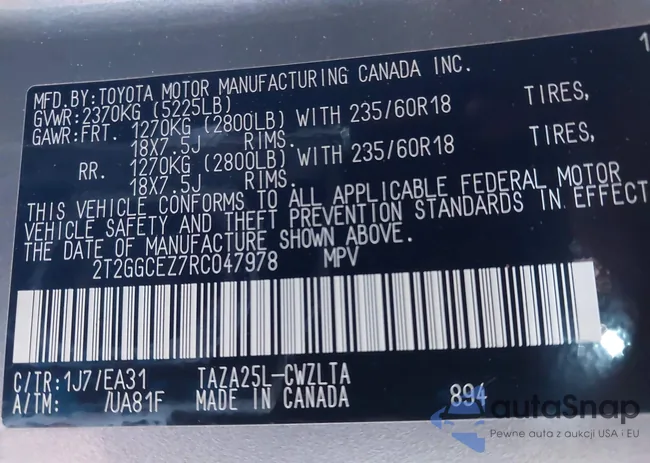 1
MFD.BY:TOYOTA MOTOR MANUFACTURING CANADA INC.
GVWR:2370KG (5225LB)
GAWR:FRT. 1270KG (2800LB) WITH 235/60R18 TIRES,
18X7.5J RIMS.
RR. 1270KG (2800LB) WITH 235/60R18 TIRES,
18X7.5J RIMS.
THIS VEHICLE CONFORMS TO ALL APPLICABLE FEDERAL MOTOR
VEHICLE SAFETY AND THEFT PREVENTION STANDARDS IN EFFECT
THE DATE OF MANUFACTURE SHOWN ABOVE.
2T2GGCEZ7RC047978 MPV
C/TR:1J7/EA31 TAZA25L-CWZLTA
A/TM: /UA81F MADE IN CANADA 894
autoSnap
Pewne auta z aukcji USA i EU